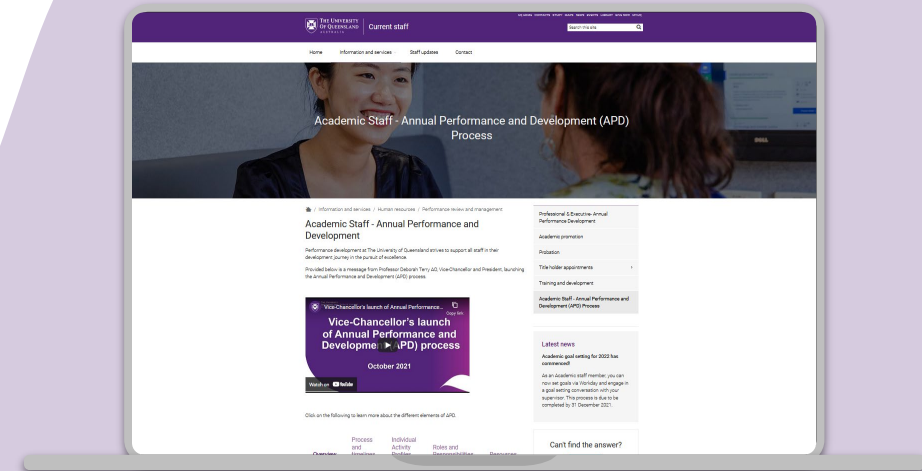 THE UNIVERSITY
OF QUEENSLAND
AUSTRALIA
Current staff
Search this site
Home
Information and services
Staff updates
Contact
Academic Staff - Annual Performance and Development (APD)
Process
DELL
/ Information and services / Human resources / Performance review and management
Academic Staff - Annual Performance and
Development
Performance development at The University of Queensland strives to support all staff in their
development journey in the pursuit of excellence.
Provided below is a message from Professor Deborah Terry AO, Vice-Chancellor and President, launching
the Annual Performance and Development (APD) process.
Vice-Chancellor's launch of Annual Performance...
Copy link
Vice-Chancellor's launch
of Annual Performance and
Development (APD) process
October 2021
Watch on YouTube
Click on the following to learn more about the different elements of APD.
Overview
Process
and
timelines
Individual
Activity
Profiles
Roles and
Responsibilities
Resources
Professional & Executive- Annual
Performance Development
Academic promotion
Probation
Title holder appointments
Training and development
Academic Staff - Annual Performance and
Development (APD) Process
Latest news
Academic goal setting for 2022 has
commenced!
As an Academic staff member, you can
now set goals via Workday and engage in
a goal setting conversation with your
supervisor. This process is due to be
completed by 31 December 2021.
Can't find the answer?